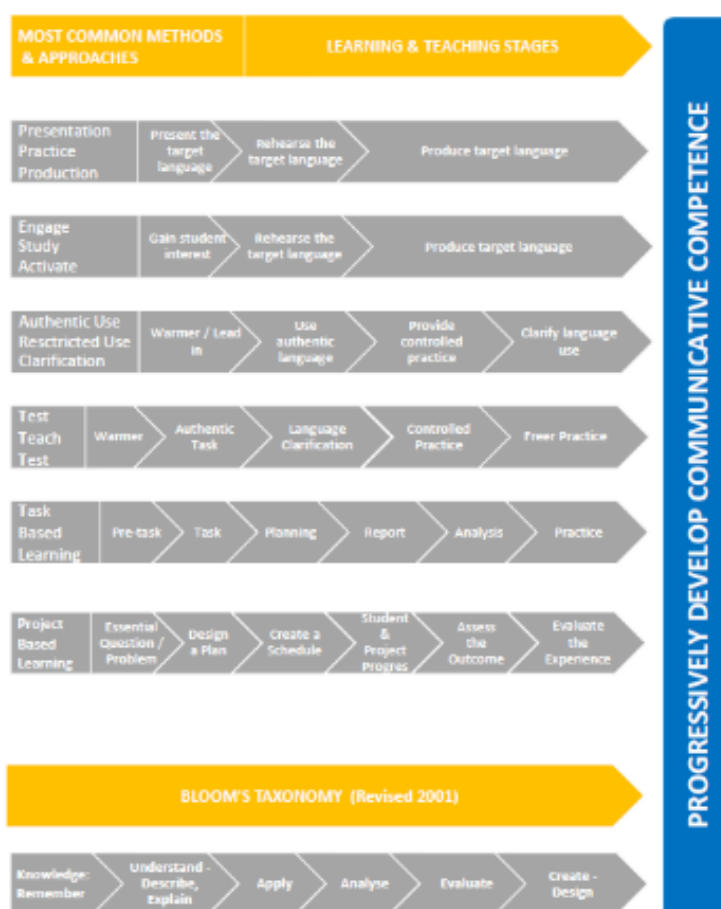 MOST COMMON METHODS
& APPROACHES
LEARNING & TEACHING STAGES
Presentation
Practice
Production
Present the
target
language
Rehearse the
target language
Produce target language
Engage
Study
Activate
Gain student
interest
Rehearse the
target language
Produce target language
Authentic Use
Resctricted Use
Clarification
Warmer / Lead
in
Use
authentic
language
Provide
controlled
practice
Clarify language
use
Test
Teach
Test
Warmer
Authentic
Task
Language
Clarification
Controlled
Practice
Freer Practice
Task
Based
Learning
Pre-task
Task
Planning
Report
Analysis
Practice
Project
Based
Learning
Essential
Question /
Problem
Design
a Plan
Create a
Schedule
Student
&
Project
Progres
Assess
the
Outcome
Evaluate
the
Experience
BLOOM'S TAXONOMY (Revised 2001)
Knowledge:
Remember
Understand -
Describe,
Explain
Apply
Analyse
Evaluate
Create -
Design
PROGRESSIVELY DEVELOP COMMUNICATIVE COMPETENCE